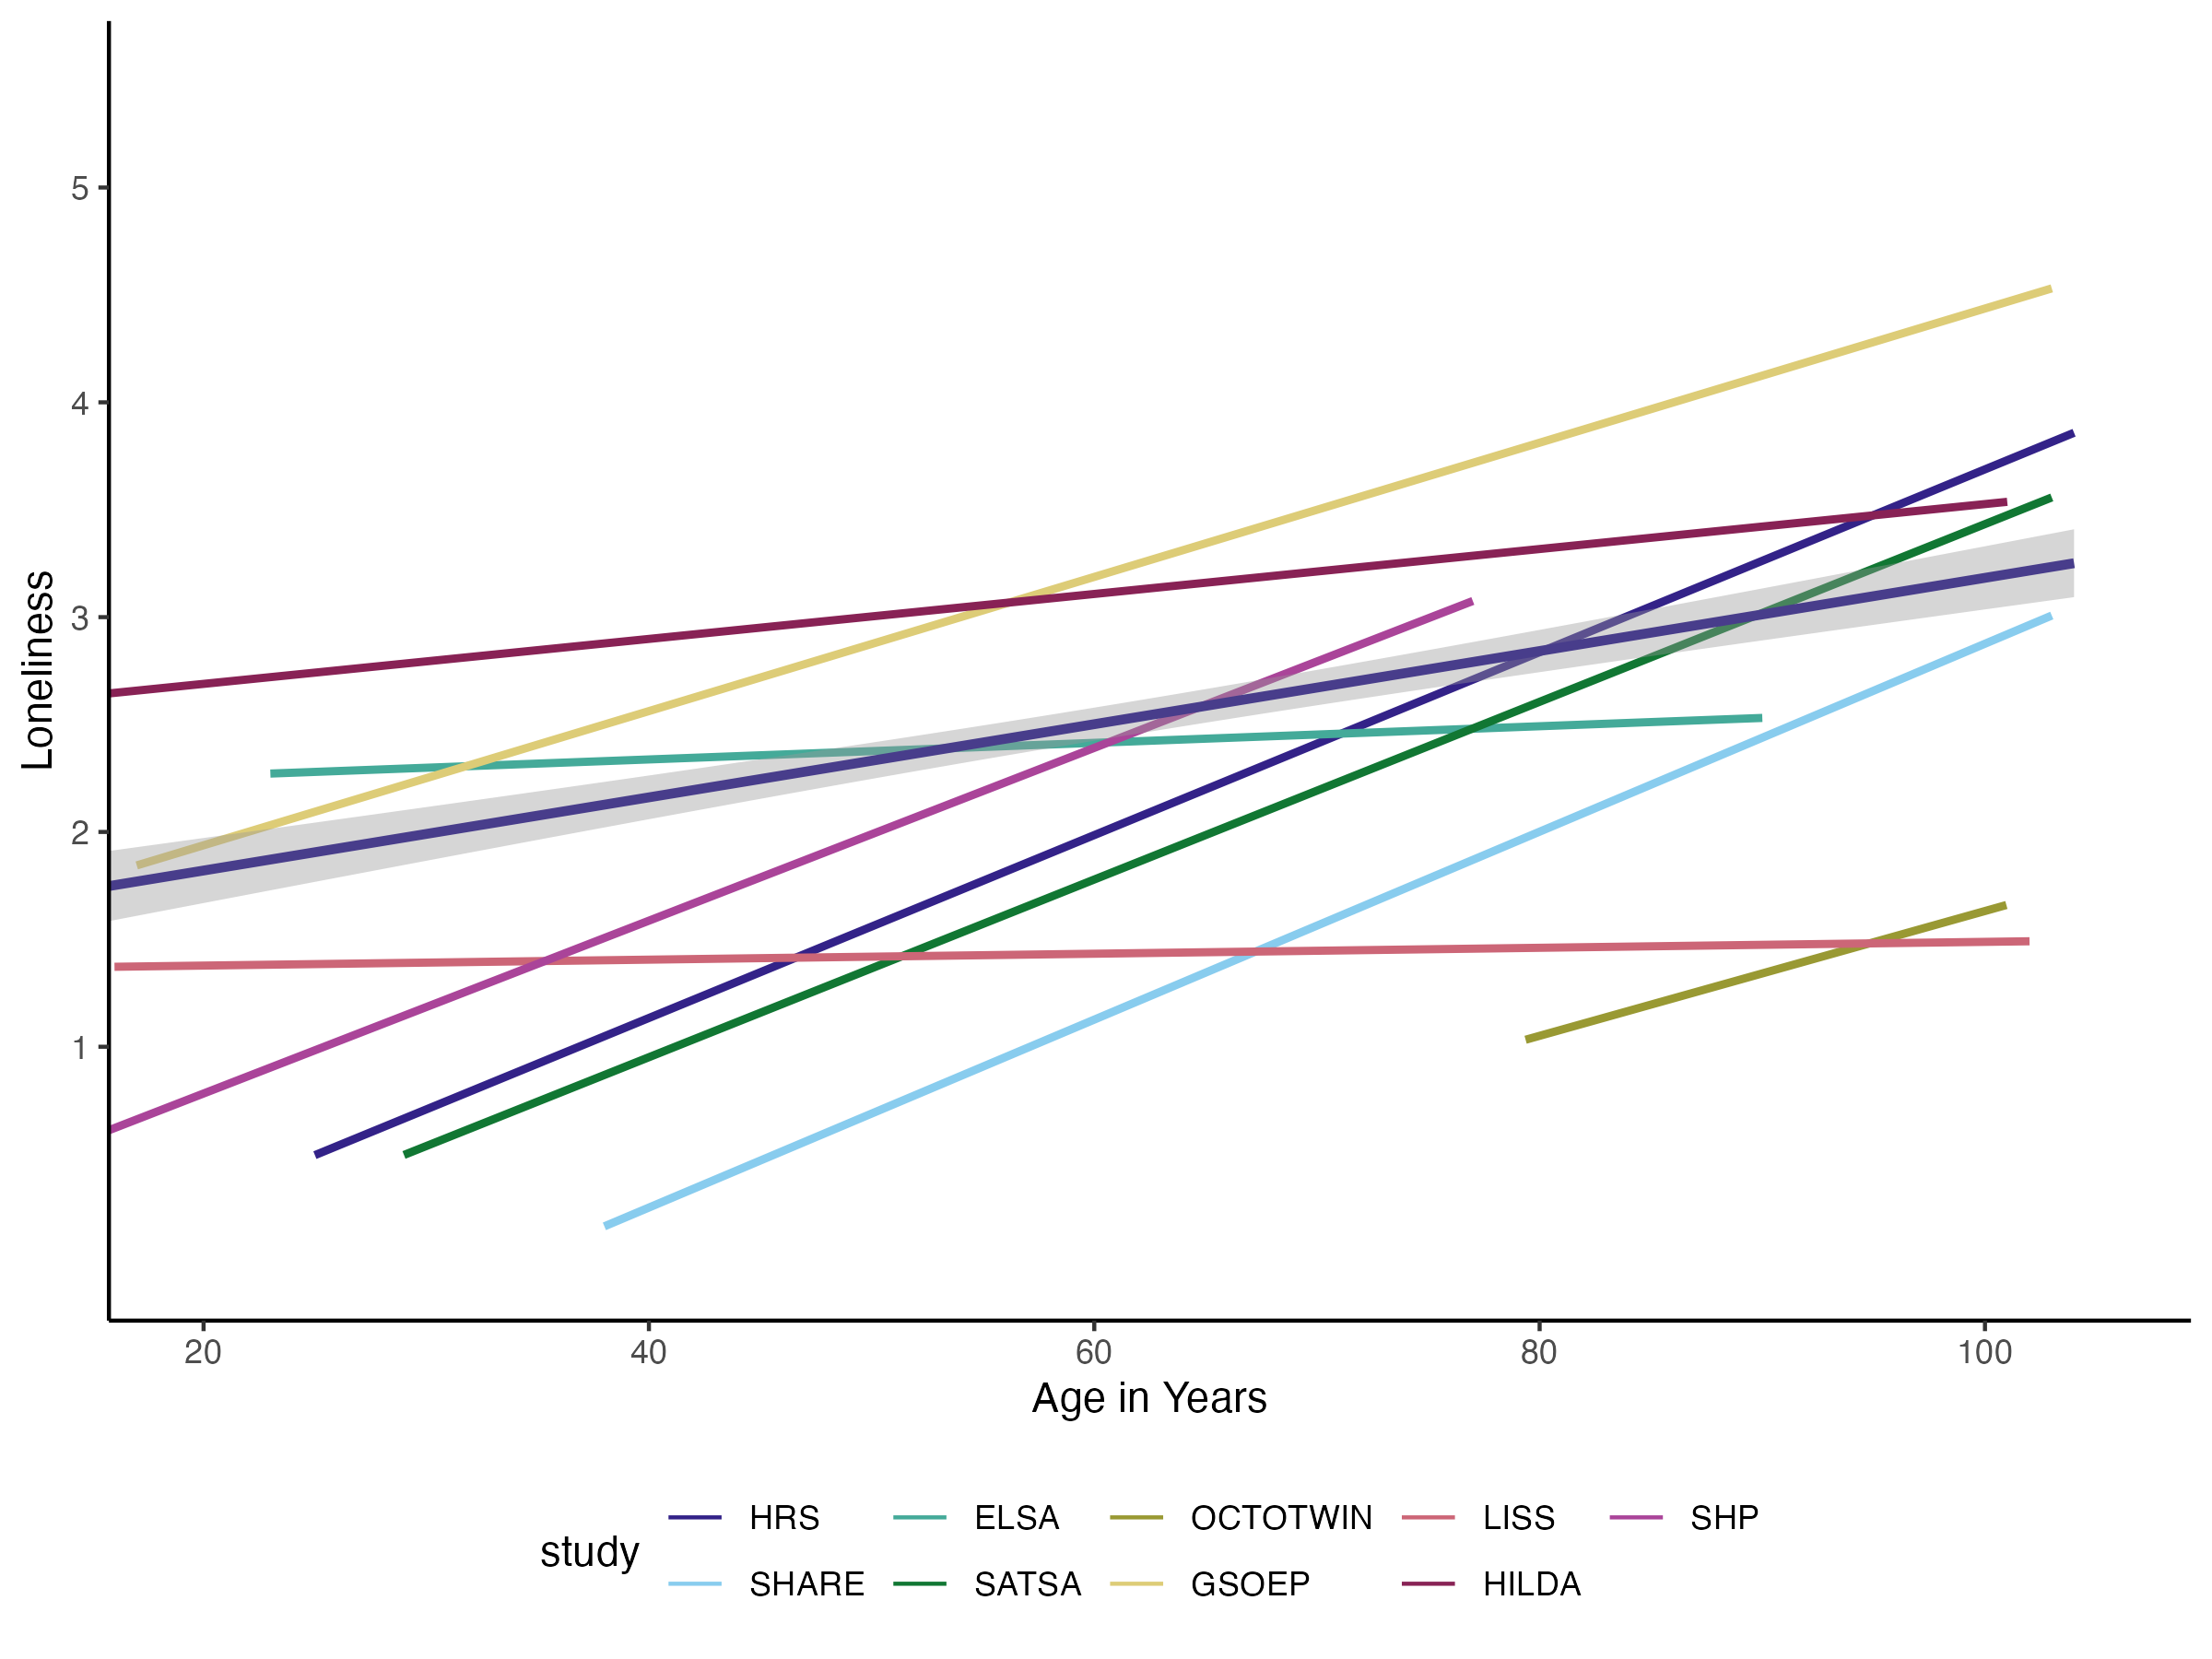 5
4
3
2
1
Loneliness
20 40 60 80 100
Age in Years
study
HRS ELSA OCTOTWIN LISS SHP
SHARE SATSA GSOEP HILDA